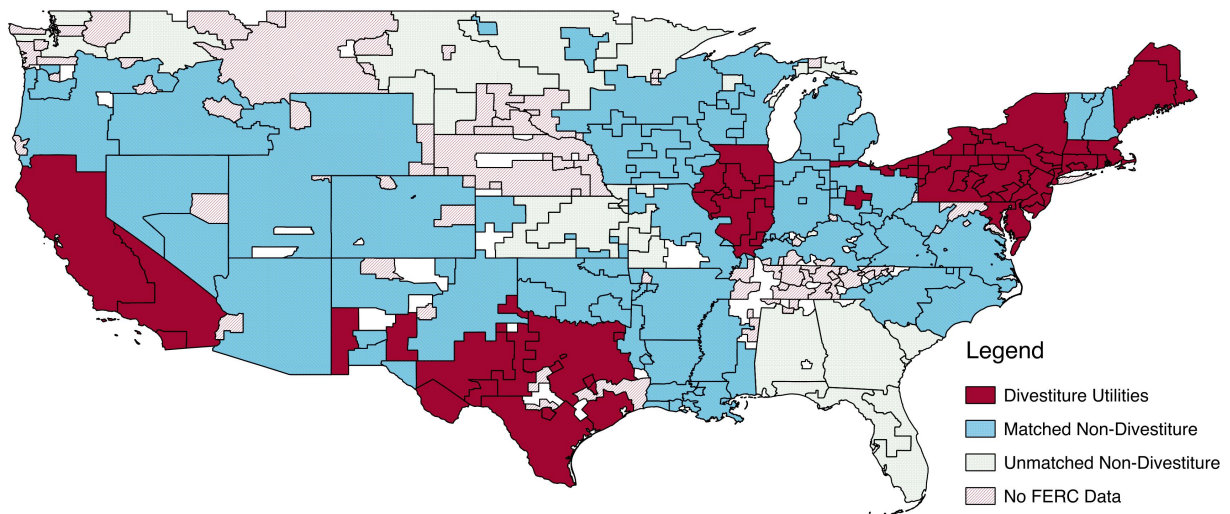 Legend
Divestiture Utilities
Matched Non-Divestiture
Unmatched Non-Divestiture
No FERC Data